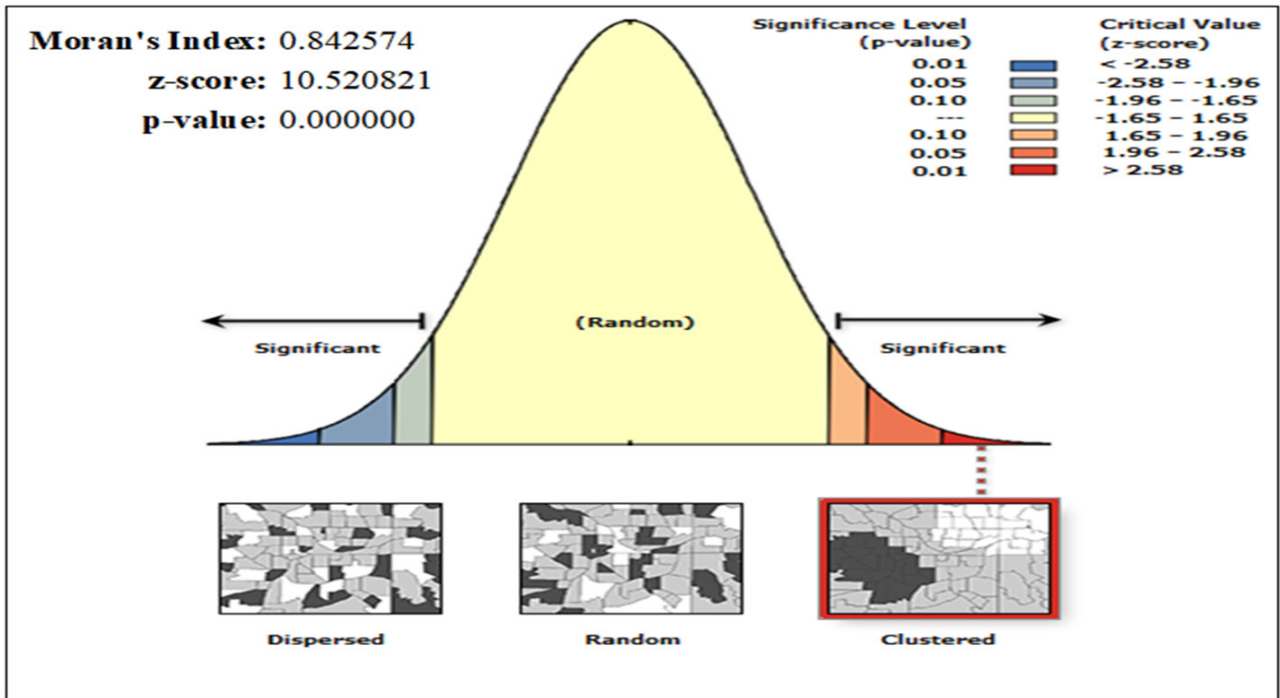 Moran's Index: 0.842574
z-score: 10.520821
p-value: 0.000000
Significance Level
(p-value)
Critical Value
(z-score)
0.01 < -2.58
0.05 -2.58 – -1.96
0.10 -1.96 – -1.65
--- -1.65 – 1.65
0.10 1.65 – 1.96
0.05 1.96 – 2.58
0.01 > 2.58
(Random)
Significant
Significant
Dispersed
Random
Clustered